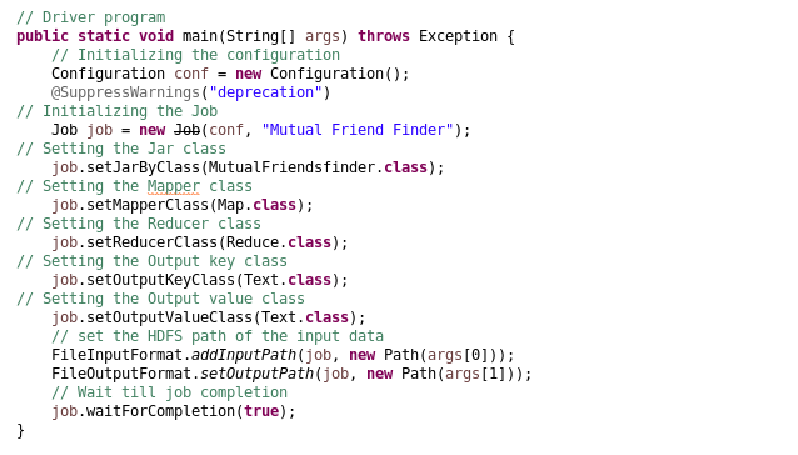 // Driver program
public static void main(String[] args) throws Exception {
    // Initializing the configuration
    Configuration conf = new Configuration();
    @SuppressWarnings("deprecation")
// Initializing the Job
    Job job = new Job(conf, "Mutual Friend Finder");
// Setting the Jar class
    job.setJarByClass(MutualFriendsfinder.class);
// Setting the Mapper class
    job.setMapperClass(Map.class);
// Setting the Reducer class
    job.setReducerClass(Reduce.class);
// Setting the Output key class
    job.setOutputKeyClass(Text.class);
// Setting the Output value class
    job.setOutputValueClass(Text.class);
    // set the HDFS path of the input data
    FileInputFormat.addInputPath(job, new Path(args[0]));
    FileOutputFormat.setOutputPath(job, new Path(args[1]));
    // Wait till job completion
    job.waitForCompletion(true);
}